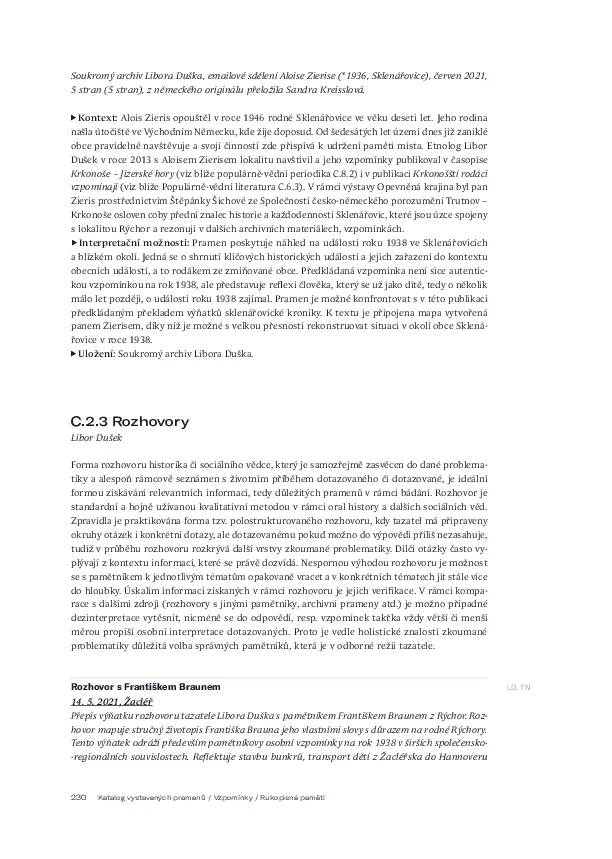 Soukromý archiv Libora Duška, emailové sdělení Aloise Zierise (*1936, Sklenářovice), červen 2021,
5 stran (5 stran), z německého originálu přeložila Sandra Kreisslová.
▶ Kontext: Alois Zieris opouštěl v roce 1946 rodné Sklenářovice ve věku deseti let. Jeho rodina
našla útočiště ve Východním Německu, kde žije doposud. Od šedesátých let území dnes již zaniklé
obce pravidelně navštěvuje a svojí činností zde přispívá k udržení paměti místa. Etnolog Libor
Dušek v roce 2013 s Aloisem Zierisem lokalitu navštívil a jeho vzpomínky publikoval v časopise
Krkonoše – Jizerské hory (viz blíže populárně-vědní periodika C.8.2) i v publikaci Krkonošští rodáci
vzpomínají (viz blíže Populárně-vědní literatura C.6.3). V rámci výstavy Opevněná krajina byl pan
Zieris prostřednictvím Štěpánky Šichové ze Společnosti česko-německého porozumění Trutnov –
Krkonoše osloven coby přední znalec historie a každodennosti Sklenářovic, které jsou úzce spojeny
s lokalitou Rýchor a rezonují v dalších archivních materiálech, vzpomínkách.
▶ Interpretační možnosti: Pramen poskytuje náhled na události roku 1938 ve Sklenářovicích
a blízkém okolí. Jedná se o shrnutí klíčových historických událostí a jejich zařazení do kontextu
obecních událostí, a to rodákem ze zmiňované obce. Předkládaná vzpomínka není sice autentic-
kou vzpomínkou na rok 1938, ale představuje reflexi člověka, který se už jako dítě, tedy o několik
málo let později, o události roku 1938 zajímal. Pramen je možné konfrontovat s v této publikaci
předkládaným překladem výňatků sklenářovické kroniky. K textu je připojena mapa vytvořená
panem Zierisem, díky níž je možné s velkou přesností rekonstruovat situaci v okolí obce Sklená-
řovice v roce 1938.
▶ Uložení: Soukromý archiv Libora Duška.
C.2.3 Rozhovory
Libor Dušek
Forma rozhovoru historika či sociálního vědce, který je samozřejmě zasvěcen do dané problema-
tiky a alespoň rámcově seznámen s životním příběhem dotazovaného či dotazované, je ideální
formou získávání relevantních informací, tedy důležitých pramenů v rámci bádání. Rozhovor je
standardní a hojně užívanou kvalitativní metodou v rámci oral history a dalších sociálních věd.
Zpravidla je praktikována forma tzv. polostrukturovaného rozhovoru, kdy tazatel má připraveny
okruhy otázek i konkrétní dotazy, ale dotazovanému pokud možno do výpovědi příliš nezasahuje,
tudíž v průběhu rozhovoru rozkrývá další vrstvy zkoumané problematiky. Dílčí otázky často vy-
plývají z kontextu informací, které se právě dozvídá. Nespornou výhodou rozhovoru je možnost
se s pamětníkem k jednotlivým tématům opakovaně vracet a v konkrétních tématech jít stále více
do hloubky. Úskalím informací získaných v rámci rozhovoru je jejich verifikace. V rámci kompa-
race s dalšími zdroji (rozhovory s jinými pamětníky, archivní prameny atd.) je možno případné
dezinterpretace vytěsnit, nicméně se do odpovědí, resp. vzpomínek takřka vždy větší či menší
měrou propíší osobní interpretace dotazovaných. Proto je vedle holistické znalosti zkoumané
problematiky důležitá volba správných pamětníků, která je v odborné režii tazatele.
Rozhovor s Františkem Braunem
LD, TN
14. 5. 2021, Žacléř
Přepis výňatku rozhovoru tazatele Libora Duška s pamětníkem Františkem Braunem z Rýchor. Roz-
hovor mapuje stručný životopis Františka Brauna jeho vlastními slovy s důrazem na rodné Rýchory.
Tento výňatek odráží především pamětníkovy osobní vzpomínky na rok 1938 v širších společensko-
-regionálních souvislostech. Reflektuje stavbu bunkrů, transport dětí z Žacléřska do Hannoveru
230 Katalog vystavených pramenů / Vzpomínky / Rukopisné paměti